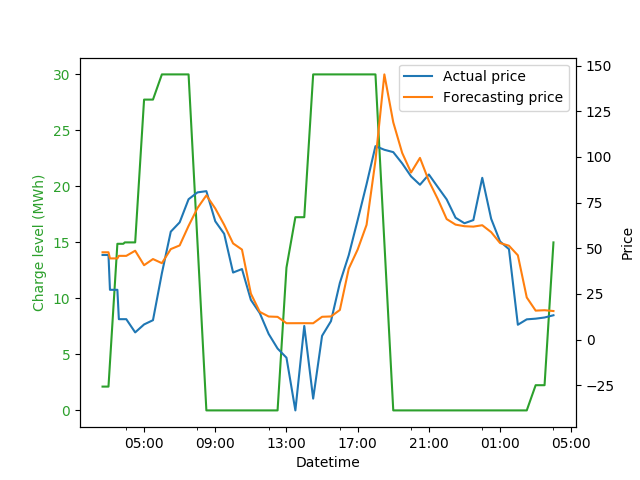 Actual price
Forecasting price
30
25
20
15
10
5
0
Charge level (MWh)
150
125
100
75
50
25
0
−25
Price
05:00 09:00 13:00 17:00 21:00 01:00 05:00
Datetime